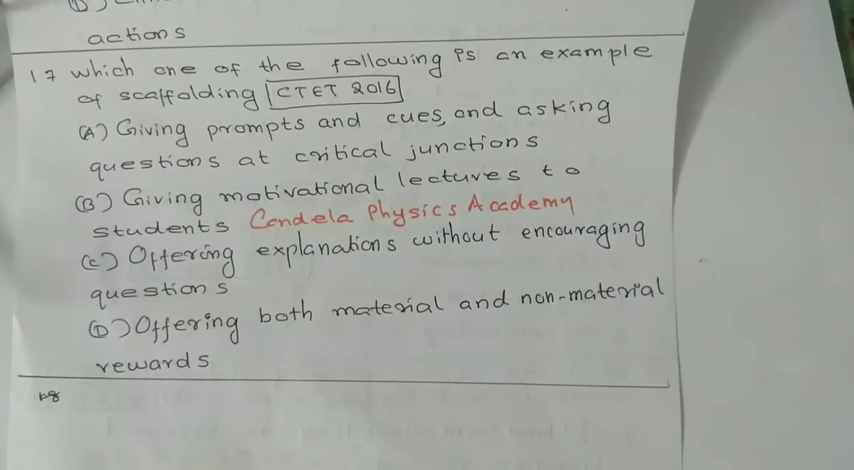 actions
17 which one of the following is an example
of scaffolding [CTET 2016]
(A) Giving prompts and cues, and asking
questions at critical junctions
(B) Giving motivational lectures to
students Candela Physics Academy
(C) Offering explanations without encouraging
questions
(D) Offering both material and non-material
rewards
18